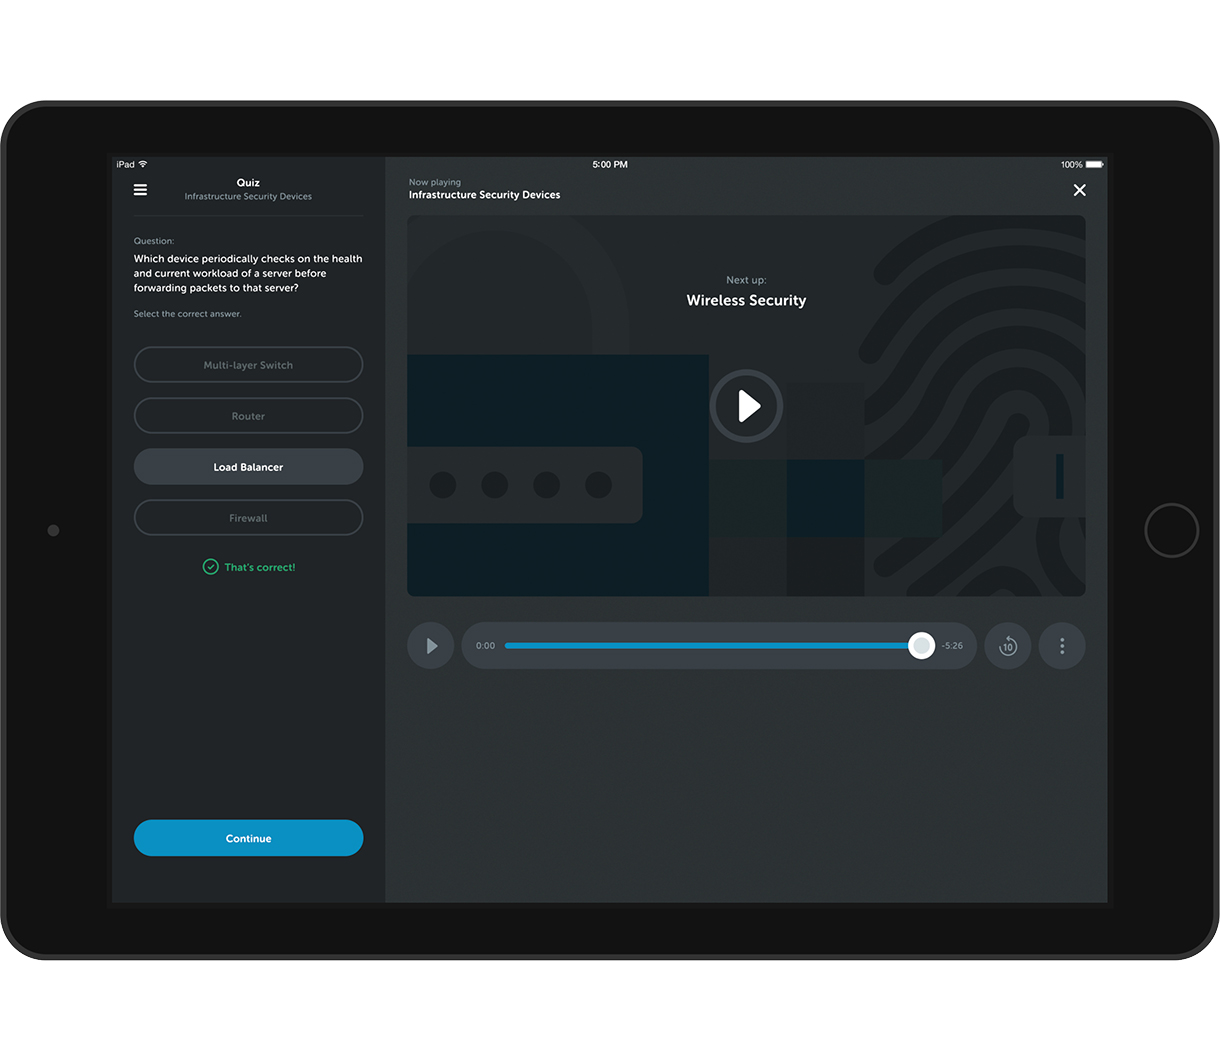 iPad
5:00 PM
100%
Quiz
Infrastructure Security Devices
Question:
Which device periodically checks on the health
and current workload of a server before
forwarding packets to that server?
Select the correct answer.
Multi-layer Switch
Router
Load Balancer
Firewall
That's correct!
Continue
Now playing
Infrastructure Security Devices
Next up:
Wireless Security
0:00
-5:26
10